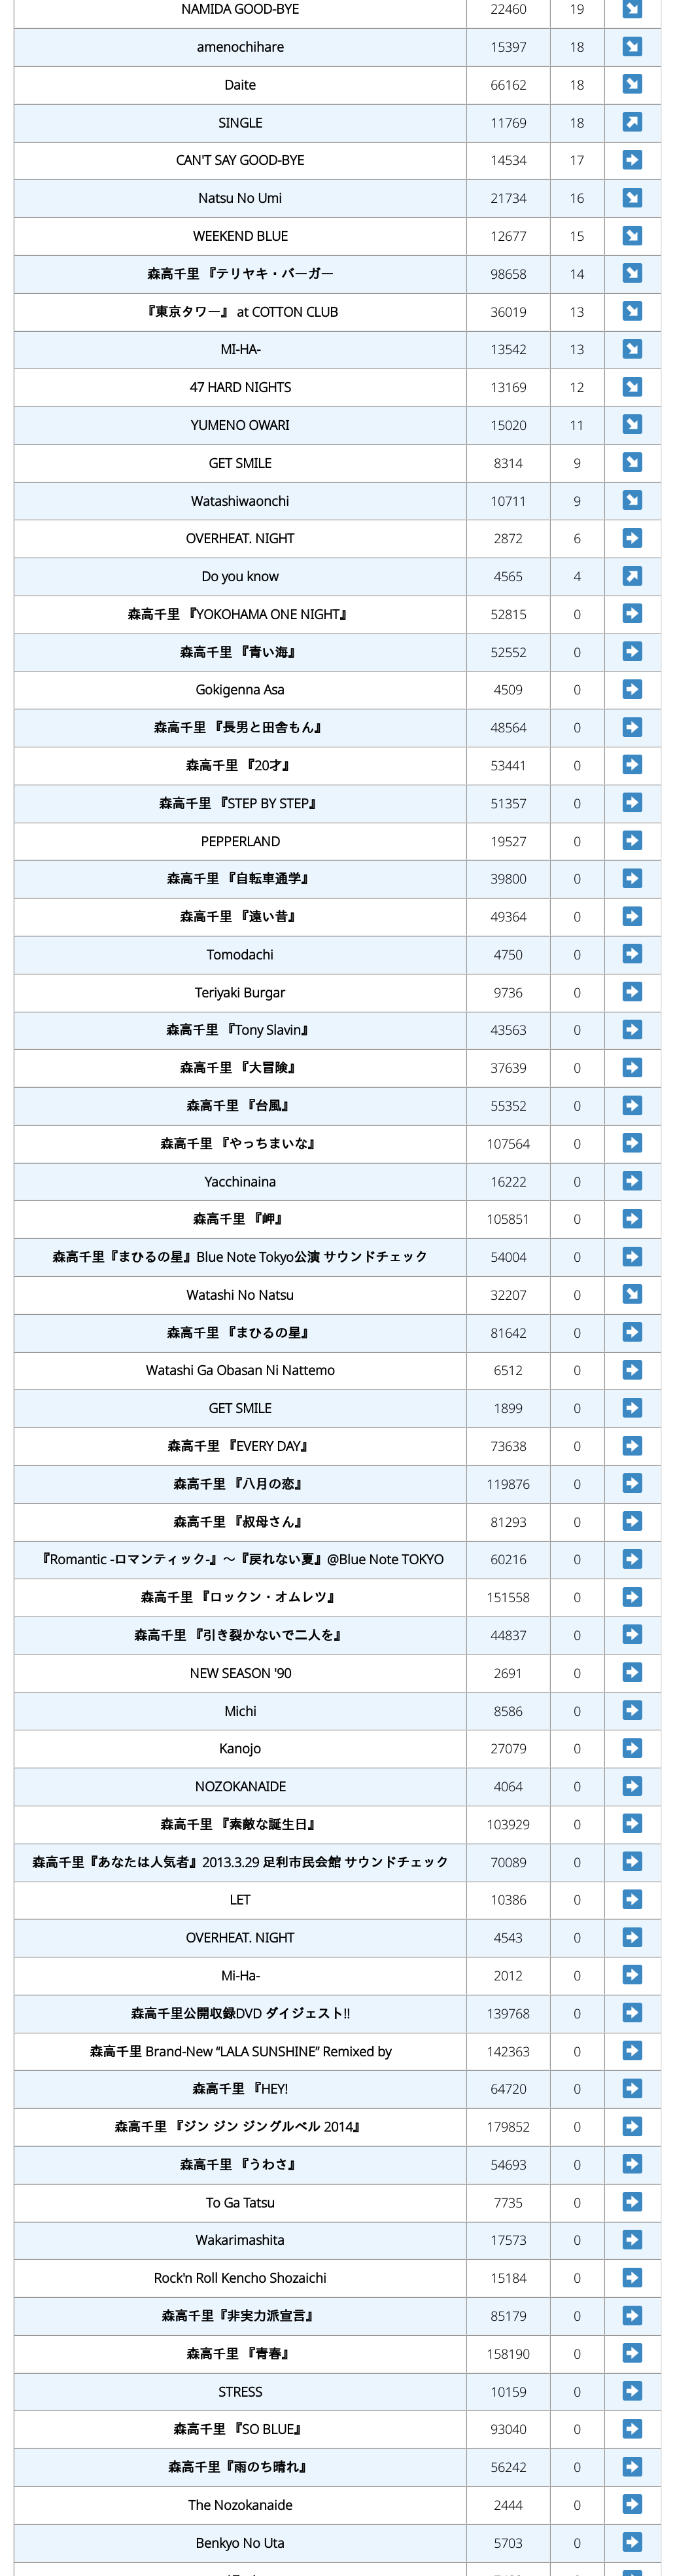 NAMIDA GOOD-BYE 22460 19
amenochihare 15397 18
Daite 66162 18
SINGLE 11769 18
CAN'T SAY GOOD-BYE 14534 17
Natsu No Umi 21734 16
WEEKEND BLUE 12677 15
森高千里 『テリヤキ・バーガー 98658 14
『東京タワー』 at COTTON CLUB 36019 13
MI-HA- 13542 13
47 HARD NIGHTS 13169 12
YUMENO OWARI 15020 11
GET SMILE 8314 9
Watashiwaonchi 10711 9
OVERHEAT. NIGHT 2872 6
Do you know 4565 4
森高千里 『YOKOHAMA ONE NIGHT』 52815 0
森高千里 『青い海』 52552 0
Gokigenna Asa 4509 0
森高千里 『長男と田舎もん』 48564 0
森高千里 『20才』 53441 0
森高千里 『STEP BY STEP』 51357 0
PEPPERLAND 19527 0
森高千里 『自転車通学』 39800 0
森高千里 『遠い昔』 49364 0
Tomodachi 4750 0
Teriyaki Burgar 9736 0
森高千里 『Tony Slavin』 43563 0
森高千里 『大冒険』 37639 0
森高千里 『台風』 55352 0
森高千里 『やっちまいな』 107564 0
Yacchinaina 16222 0
森高千里 『岬』 105851 0
森高千里『まひるの星』Blue Note Tokyo公演 サウンドチェック 54004 0
Watashi No Natsu 32207 0
森高千里 『まひるの星』 81642 0
Watashi Ga Obasan Ni Nattemo 6512 0
GET SMILE 1899 0
森高千里 『EVERY DAY』 73638 0
森高千里 『八月の恋』 119876 0
森高千里 『叔母さん』 81293 0
『Romantic -ロマンティック-』～『戻れない夏』@Blue Note TOKYO 60216 0
森高千里 『ロックン・オムレツ』 151558 0
森高千里 『引き裂かないで二人を』 44837 0
NEW SEASON '90 2691 0
Michi 8586 0
Kanojo 27079 0
NOZOKANAIDE 4064 0
森高千里 『素敵な誕生日』 103929 0
森高千里『あなたは人気者』2013.3.29 足利市民会館 サウンドチェック 70089 0
LET 10386 0
OVERHEAT. NIGHT 4543 0
Mi-Ha- 2012 0
森高千里公開収録DVD ダイジェスト!! 139768 0
森高千里 Brand-New “LALA SUNSHINE” Remixed by 142363 0
森高千里 『HEY! 64720 0
森高千里 『ジン ジン ジングルベル 2014』 179852 0
森高千里 『うわさ』 54693 0
To Ga Tatsu 7735 0
Wakarimashita 17573 0
Rock'n Roll Kencho Shozaichi 15184 0
森高千里『非実力派宣言』 85179 0
森高千里 『青春』 158190 0
STRESS 10159 0
森高千里 『SO BLUE』 93040 0
森高千里『雨のち晴れ』 56242 0
The Nozokanaide 2444 0
Benkyo No Uta 5703 0